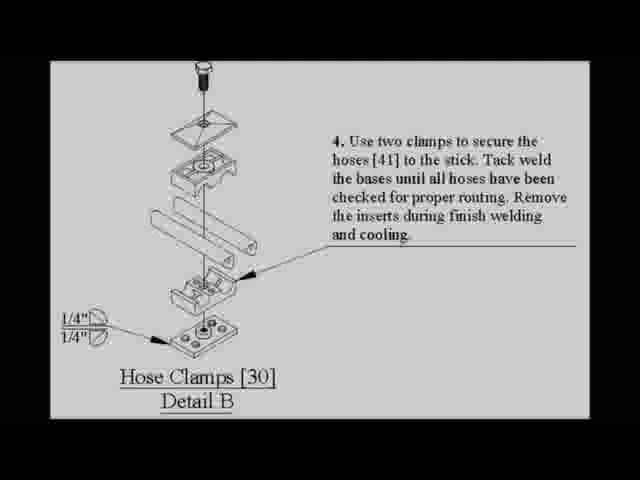 4. Use two clamps to secure the
hoses [41] to the stick. Tack weld
the bases until all hoses have been
checked for proper routing. Remove
the inserts during finish welding
and cooling.
1/4"
1/4"
Hose Clamps [30]
Detail B